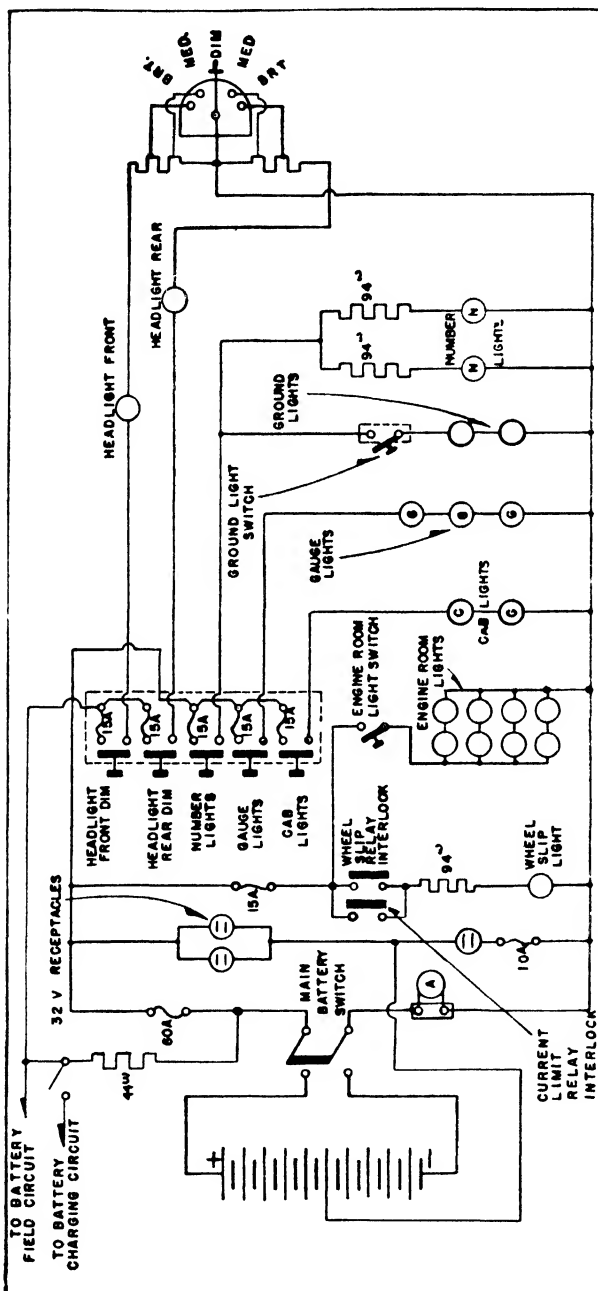 BRT.
MED.
DIM
MED
BRT
HEADLIGHT FRONT
HEADLIGHT REAR
94
94
NUMBER
LIGHTS
GROUND
LIGHTS
GROUND LIGHT
SWITCH
GAUGE
LIGHTS
G
G
G
N
N
CAB LIGHTS
C
C
ENGINE ROOM
LIGHT SWITCH
ENGINE ROOM
LIGHTS
15A
15A
15A
15A
15A
HEADLIGHT
FRONT DIM
HEADLIGHT
REAR DIM
NUMBER
LIGHTS
GAUGE
LIGHTS
CAB
LIGHTS
WHEEL
SLIP
RELAY
INTERLOCK
94
WHEEL
SLIP
LIGHT
15A
32 V RECEPTACLES
10A
60A
MAIN
BATTERY
SWITCH
A
CURRENT
LIMIT
RELAY
INTERLOCK
44W
+
−
TO BATTERY
FIELD CIRCUIT
TO BATTERY
CHARGING CIRCUIT